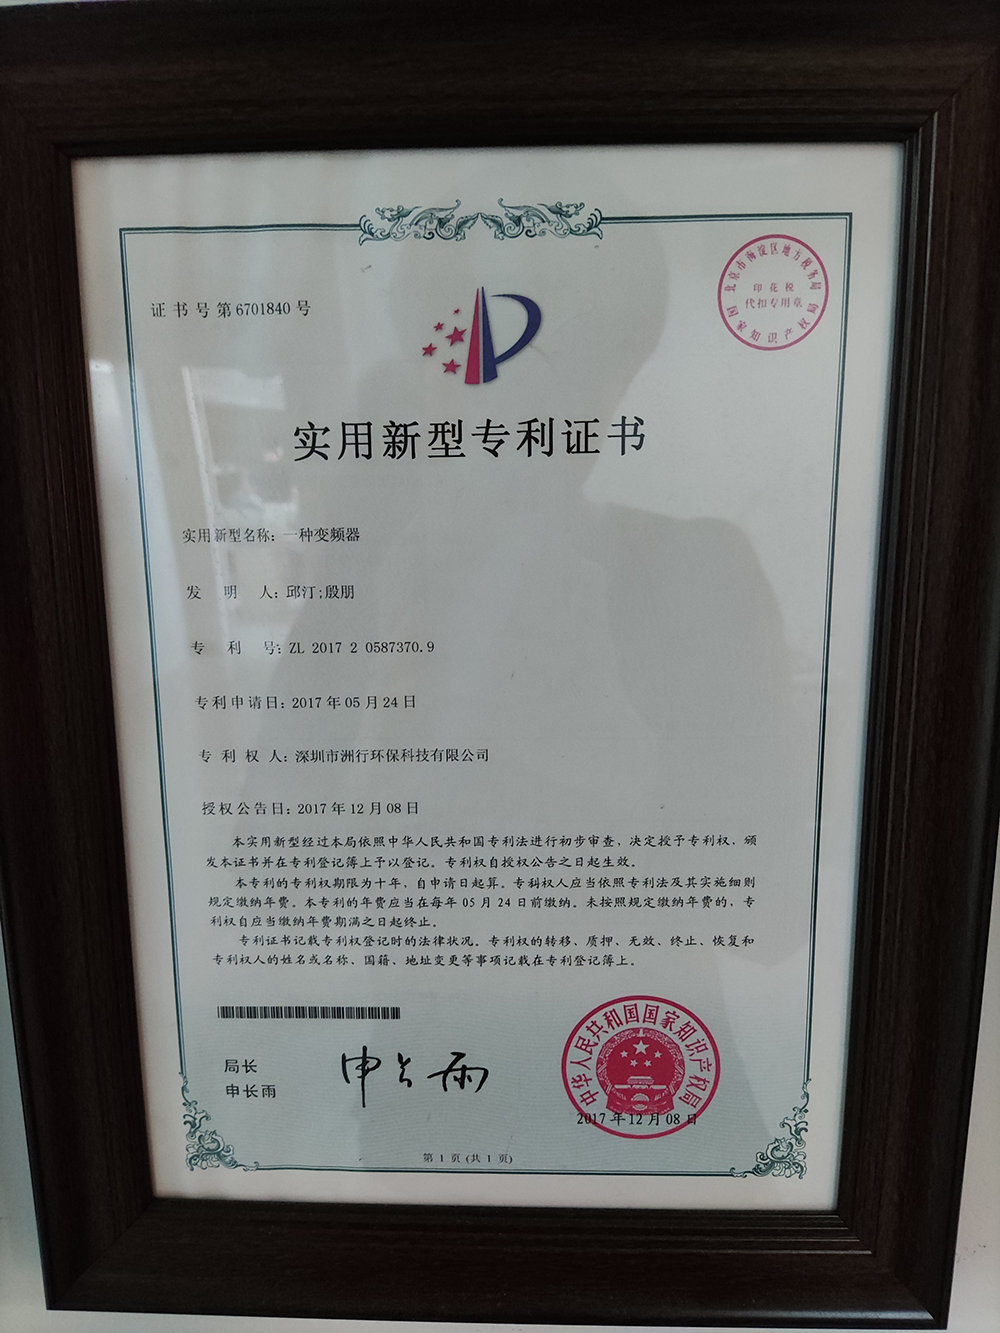 证书号第6701840号
北京市海淀区地方税务局
印花税
代扣专用章
国家知识产权局
实用新型专利证书
实用新型名称：一种变频器
发明人：邱汀;殷朋
专利号：ZL 2017 2 0587370.9
专利申请日：2017年05月24日
专利权人：深圳市洲行环保科技有限公司
授权公告日：2017年12月08日
本实用新型经过本局依照中华人民共和国专利法进行初步审查，决定授予专利权，颁
发本证书并在专利登记簿上予以登记。专利权自授权公告之日起生效。
本专利的专利权期限为十年，自申请日起算。专利权人应当依照专利法及其实施细则
规定缴纳年费。本专利的年费应当在每年05月24日前缴纳。未按照规定缴纳年费的，专
利权自应当缴纳年费期满之日起终止。
专利证书记载专利权登记时的法律状况。专利权的转移、质押、无效、终止、恢复和
专利权人的姓名或名称、国籍、地址变更等事项记载在专利登记簿上。
局长
申长雨
申长雨
中华人民共和国国家知识产权局
2017年12月08日
第1页(共1页)